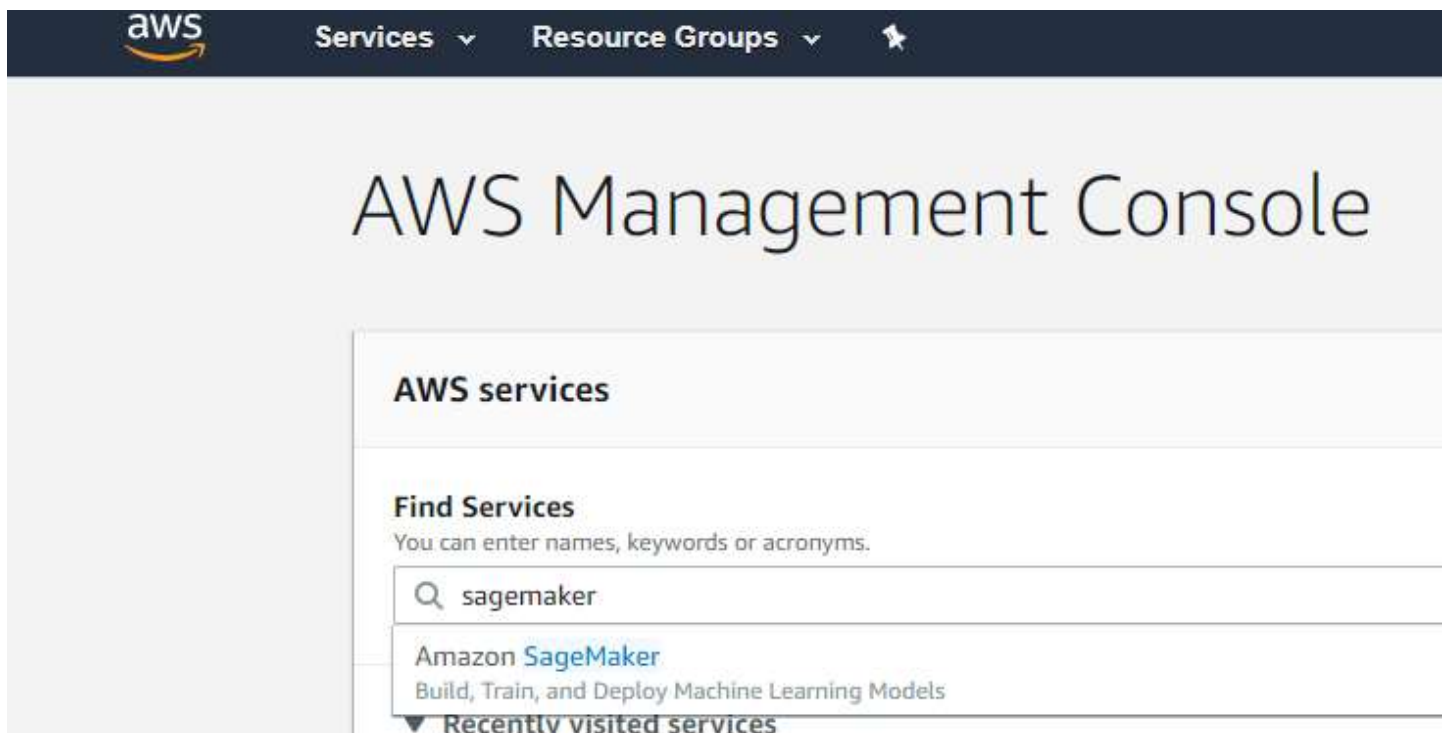 aws Services Resource Groups
AWS Management Console
AWS services
Find Services
You can enter names, keywords or acronyms.
sagemaker
Amazon SageMaker
Build, Train, and Deploy Machine Learning Models
Recently visited services